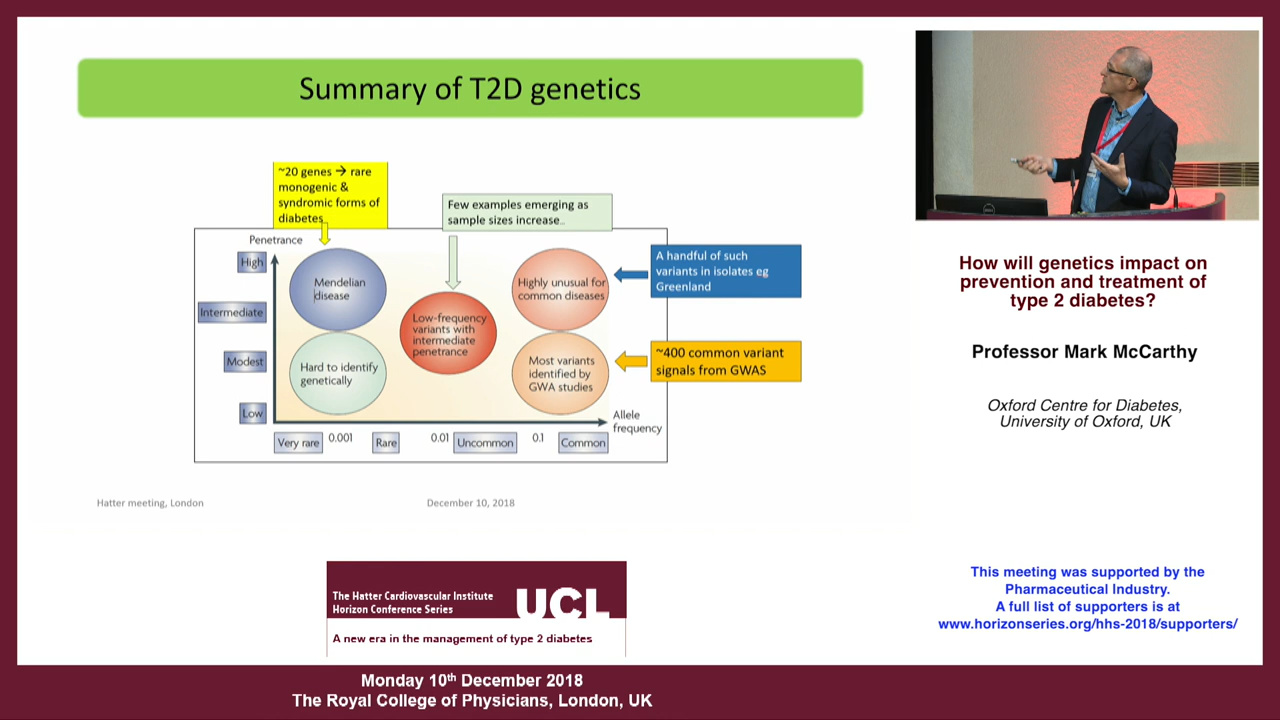 Summary of T2D genetics
~20 genes → rare
monogenic &
syndromic forms of
diabetes
Few examples emerging as
sample sizes increase..
A handful of such
variants in isolates eg
Greenland
~400 common variant
signals from GWAS
Penetrance
High
Intermediate
Modest
Low
Mendelian
disease
Hard to identify
genetically
Low-frequency
variants with
intermediate
penetrance
Highly unusual for
common diseases
Most variants
identified by
GWA studies
Allele
frequency
Very rare
0.001
Rare
0.01
Uncommon
0.1
Common
Hatter meeting, London
December 10, 2018
How will genetics impact on
prevention and treatment of
type 2 diabetes?
Professor Mark McCarthy
Oxford Centre for Diabetes,
University of Oxford, UK
This meeting was supported by the
Pharmaceutical Industry.
A full list of supporters is at
www.horizonseries.org/hhs-2018/supporters/
The Hatter Cardiovascular Institute
Horizon Conference Series
UCL
A new era in the management of type 2 diabetes
Monday 10th December 2018
The Royal College of Physicians, London, UK